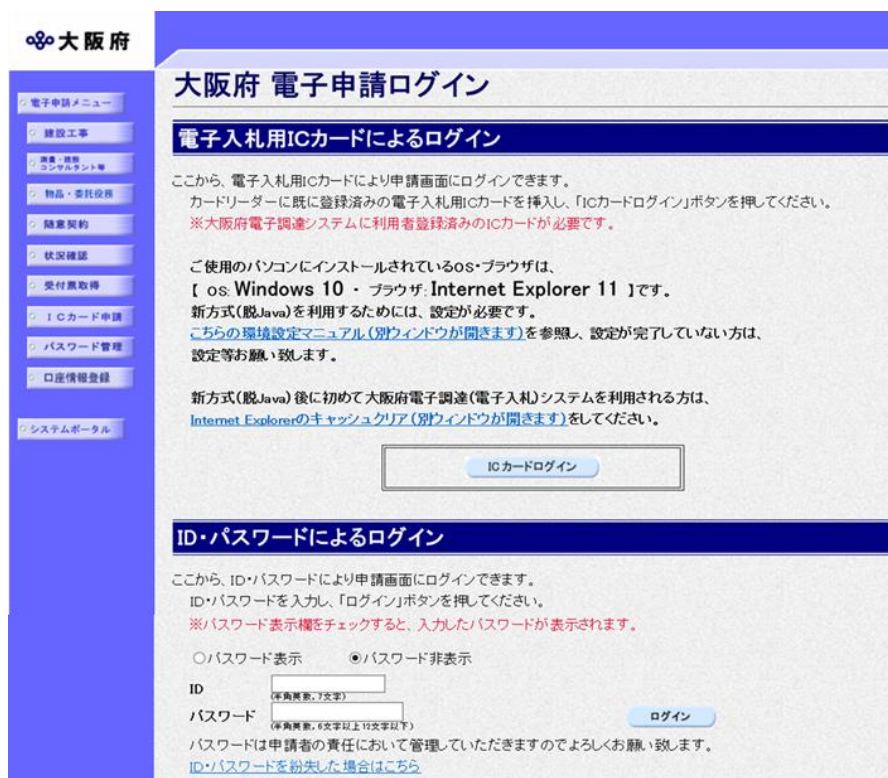 大阪府
電子申請メニュー
建設工事
測量・建設
コンサルタント等
物品・委託役務
随意契約
状況確認
受付票取得
ICカード申請
パスワード管理
口座情報登録
システムポータル
大阪府 電子申請ログイン
電子入札用ICカードによるログイン
ここから、電子入札用ICカードにより申請画面にログインできます。
カードリーダーに既に登録済みの電子入札用ICカードを挿入し、「ICカードログイン」ボタンを押してください。
※大阪府電子調達システムに利用者登録済みのICカードが必要です。
ご使用のパソコンにインストールされているOS・ブラウザは、
【 OS: Windows 10 ・ ブラウザ: Internet Explorer 11 】です。
新方式(脱Java)を利用するためには、設定が必要です。
こちらの環境設定マニュアル(別ウィンドウが開きます)を参照し、設定が完了していない方は、
設定等お願い致します。
新方式(脱Java)後に初めて大阪府電子調達(電子入札)システムを利用される方は、
Internet Explorerのキャッシュクリア(別ウィンドウが開きます)をしてください。
ICカードログイン
ID・パスワードによるログイン
ここから、ID・パスワードにより申請画面にログインできます。
ID・パスワードを入力し、「ログイン」ボタンを押してください。
※パスワード表示欄をチェックすると、入力したパスワードが表示されます。
○パスワード表示 ◉パスワード非表示
ID
(半角英数，7文字)
パスワード
(半角英数，6文字以上12文字以下)
ログイン
パスワードは申請者の責任において管理していただきますのでよろしくお願い致します。
ID・パスワードを紛失した場合はこちら